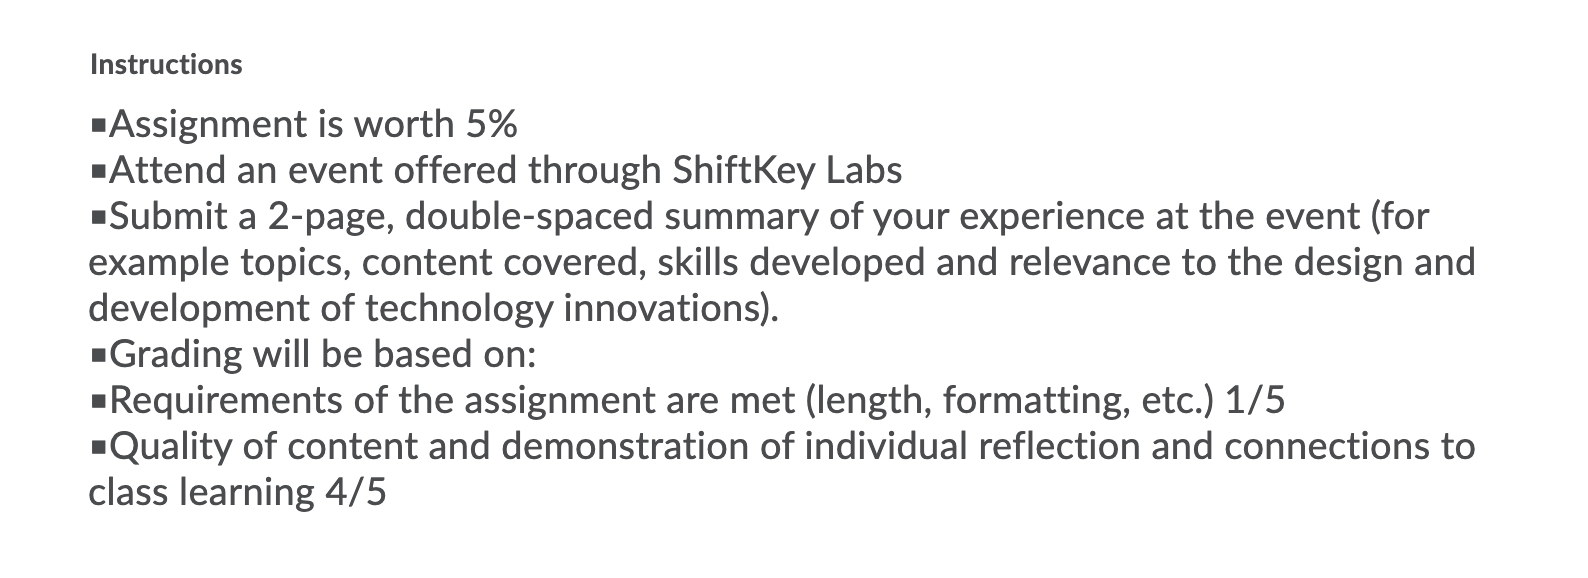 Instructions
▪Assignment is worth 5%
▪Attend an event offered through ShiftKey Labs
▪Submit a 2-page, double-spaced summary of your experience at the event (for
example topics, content covered, skills developed and relevance to the design and
development of technology innovations).
▪Grading will be based on:
▪Requirements of the assignment are met (length, formatting, etc.) 1/5
▪Quality of content and demonstration of individual reflection and connections to
class learning 4/5